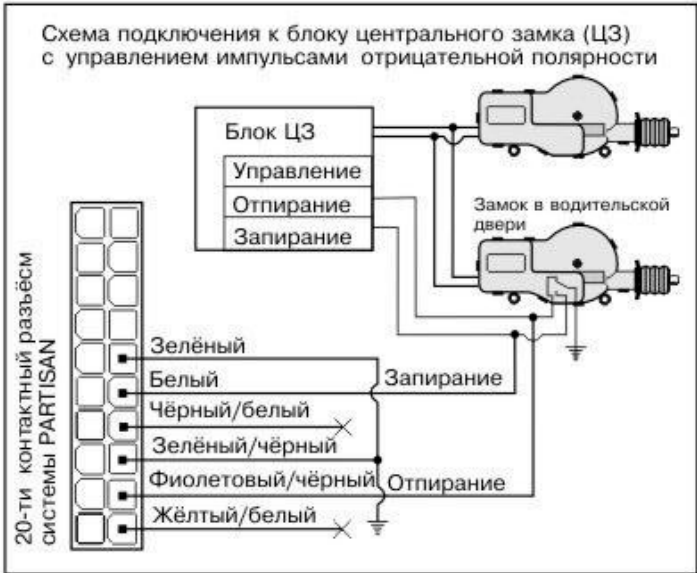 Схема подключения к блоку центрального замка (ЦЗ)
с управлением импульсами отрицательной полярности
Блок ЦЗ
Управление
Отпирание
Запирание
Замок в водительской
двери
20-ти контактный разъёсм
системы PARTISAN
Зелёный
Белый
Запирание
Чёрный/белый
Зелёный/чёрный
Фиолетовый/чёрный
Отпирание
Жёлтый/белый